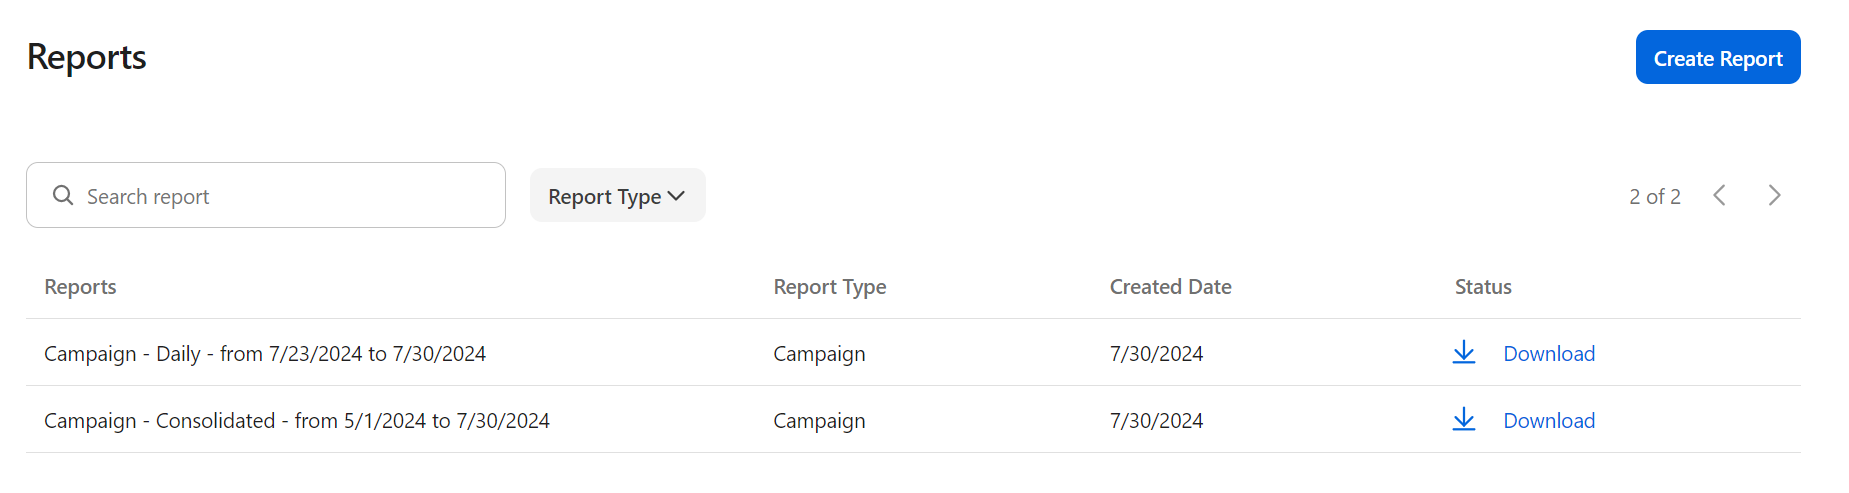 Reports
Create Report
Search report
Report Type
2 of 2
Reports Report Type Created Date Status
Campaign - Daily - from 7/23/2024 to 7/30/2024 Campaign 7/30/2024 Download
Campaign - Consolidated - from 5/1/2024 to 7/30/2024 Campaign 7/30/2024 Download